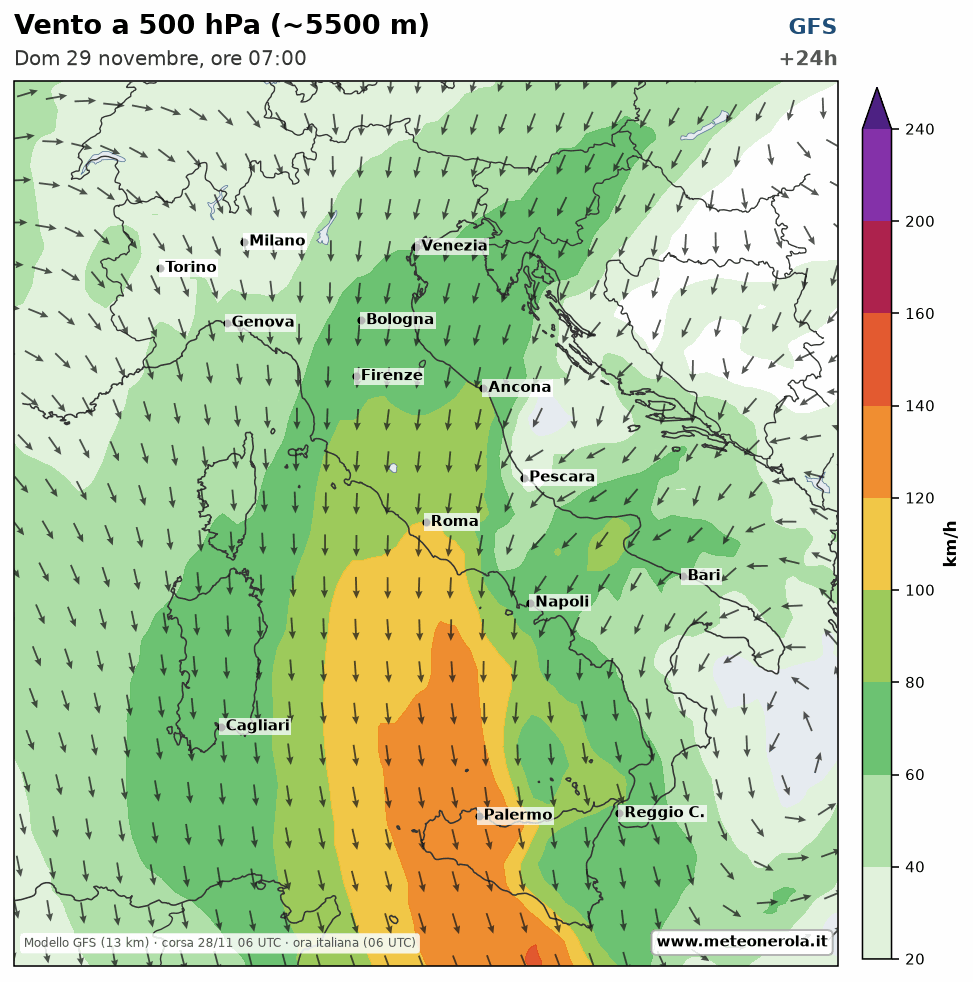 Vento a 500 hPa (~5500 m)
GFS
Dom 29 novembre, ore 07:00
+24h
240
200
160
140
120
100
80
60
40
20
km/h
Milano
Venezia
Torino
Genova
Bologna
Firenze
Ancona
Pescara
Roma
Bari
Napoli
Cagliari
Palermo
Reggio C.
Modello GFS (13 km) · corsa 28/11 06 UTC · ora italiana (06 UTC)
www.meteonerola.it